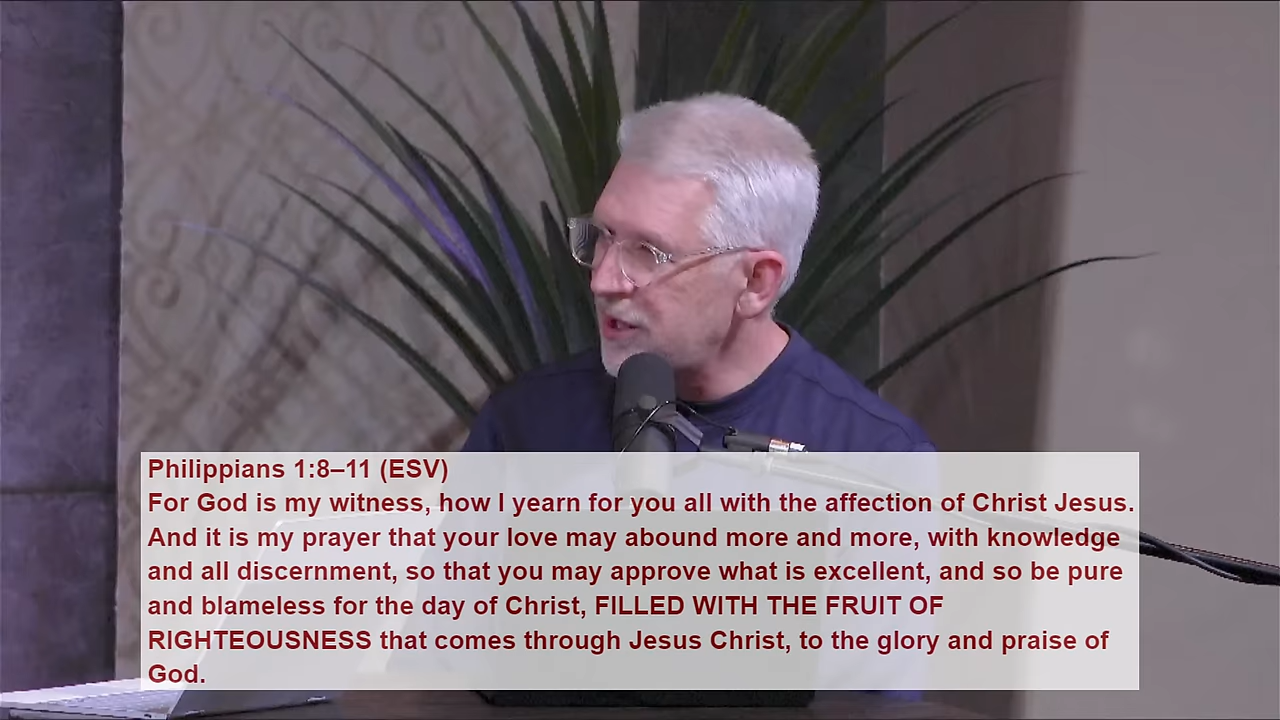 Philippians 1:8–11 (ESV)
For God is my witness, how I yearn for you all with the affection of Christ Jesus.
And it is my prayer that your love may abound more and more, with knowledge
and all discernment, so that you may approve what is excellent, and so be pure
and blameless for the day of Christ, FILLED WITH THE FRUIT OF
RIGHTEOUSNESS that comes through Jesus Christ, to the glory and praise of
God.